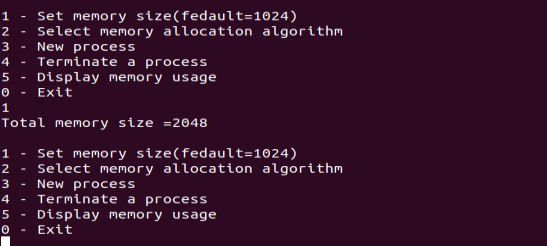 1 - Set memory size(fedault=1024)
2 - Select memory allocation algorithm
3 - New process
4 - Terminate a process
5 - Display memory usage
0 - Exit
1
Total memory size =2048
1 - Set memory size(fedault=1024)
2 - Select memory allocation algorithm
3 - New process
4 - Terminate a process
5 - Display memory usage
0 - Exit